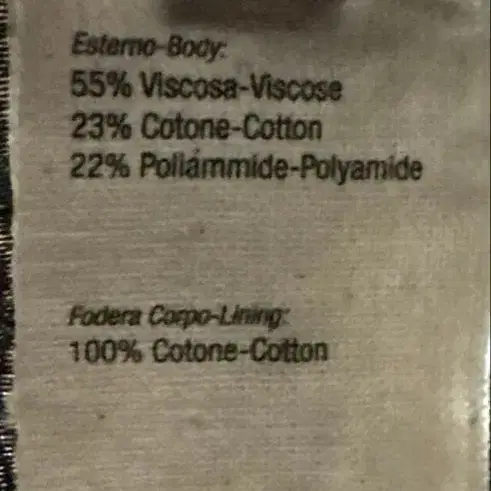 Esterno-Body:
55% Viscosa-Viscose
23% Cotone-Cotton
22% Poliammide-Polyamide
Fodera Corpo-Lining:
100% Cotone-Cotton